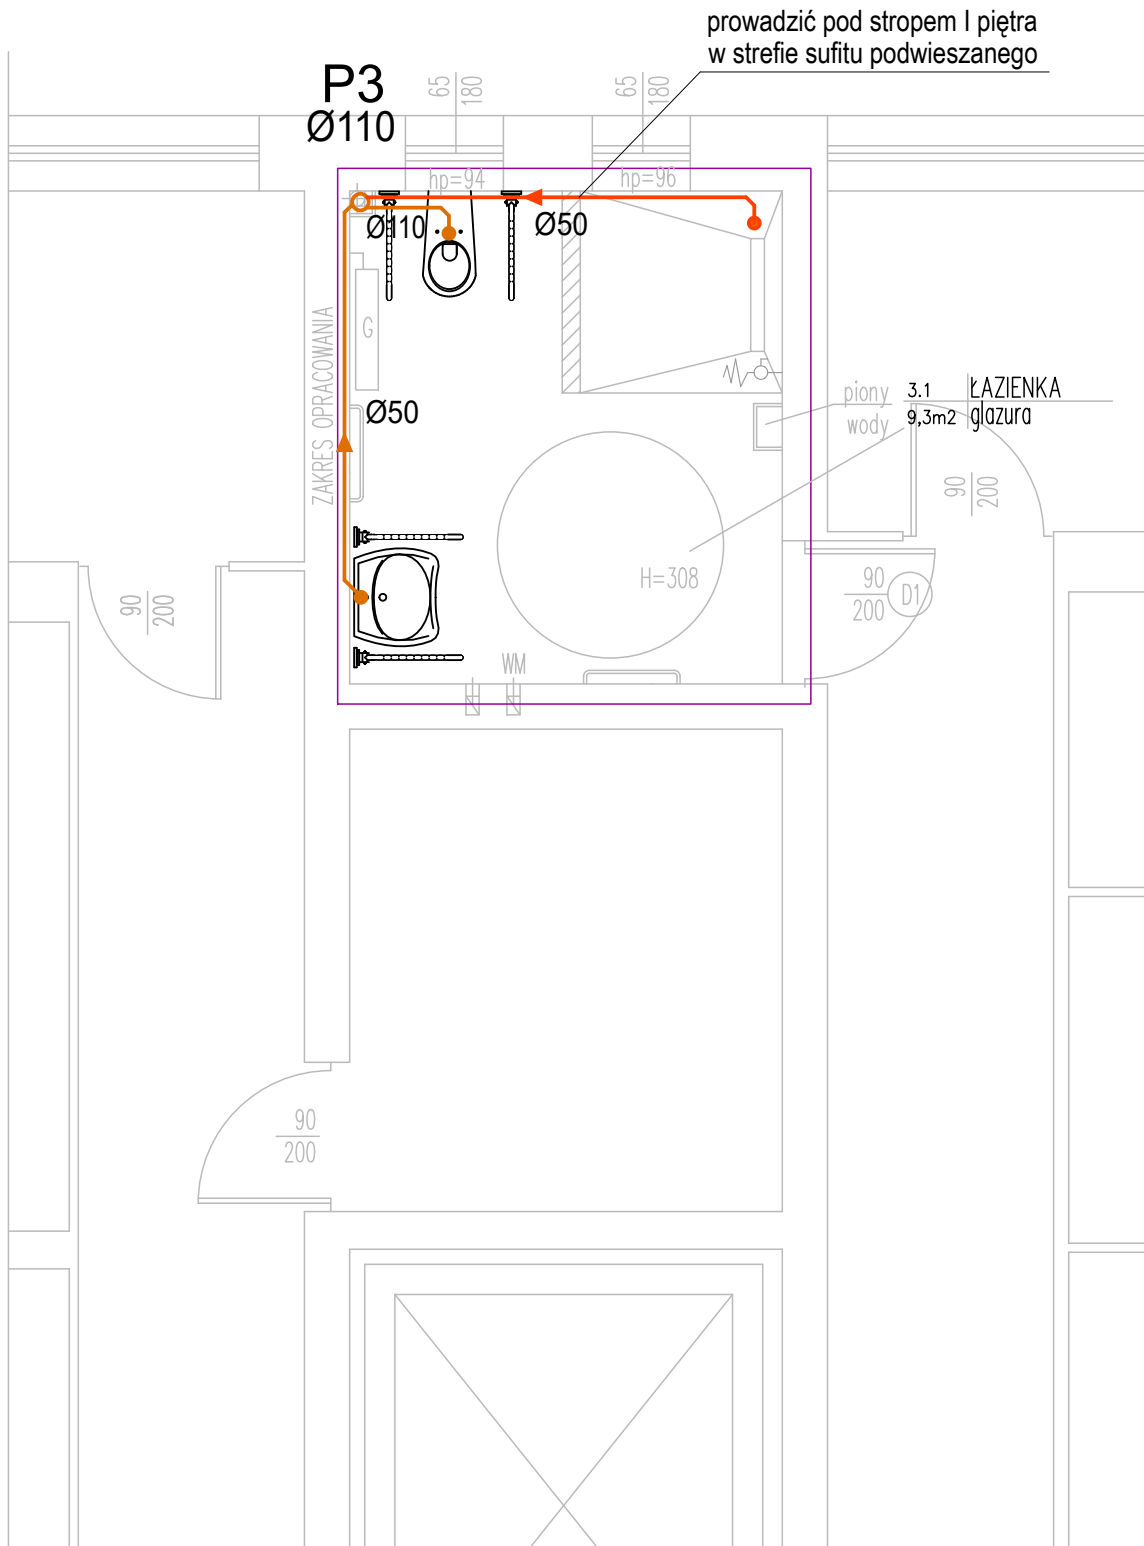 prowadzić pod stropem I piętra
w strefie sufitu podwieszanego
P3
Ø110
65
180
65
180
hp=94
hp=96
Ø110
Ø50
G
ZAKRES OPRACOWANIA
Ø50
piony
wody
3.1 ŁAZIENKA
9,3m2 glazura
90
200
H=308
90
200
D1
90
200
WM
90
200